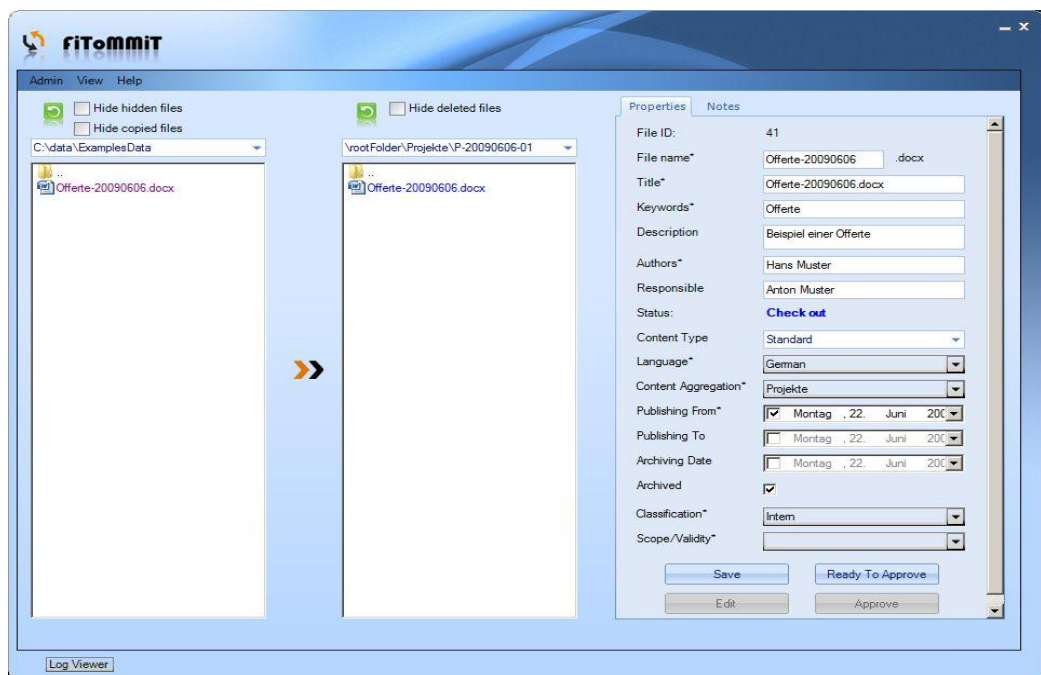 FiToMMiT
Admin View Help
Hide hidden files
Hide copied files
C:\data\ExamplesData
..
Offerte-20090606.docx
Hide deleted files
\rootFolder\Projekte\P-20090606-01
..
Offerte-20090606.docx
Properties Notes
File ID: 41
File name* Offerte-20090606 .docx
Title* Offerte-20090606.docx
Keywords* Offerte
Description Beispiel einer Offerte
Authors* Hans Muster
Responsible Anton Muster
Status: Check out
Content Type Standard
Language* German
Content Aggregation* Projekte
Publishing From* Montag , 22. Juni 200
Publishing To Montag , 22. Juni 200
Archiving Date Montag , 22. Juni 200
Archived
Classification* Intern
Scope/Validity*
Save Ready To Approve
Edit Approve
Log Viewer